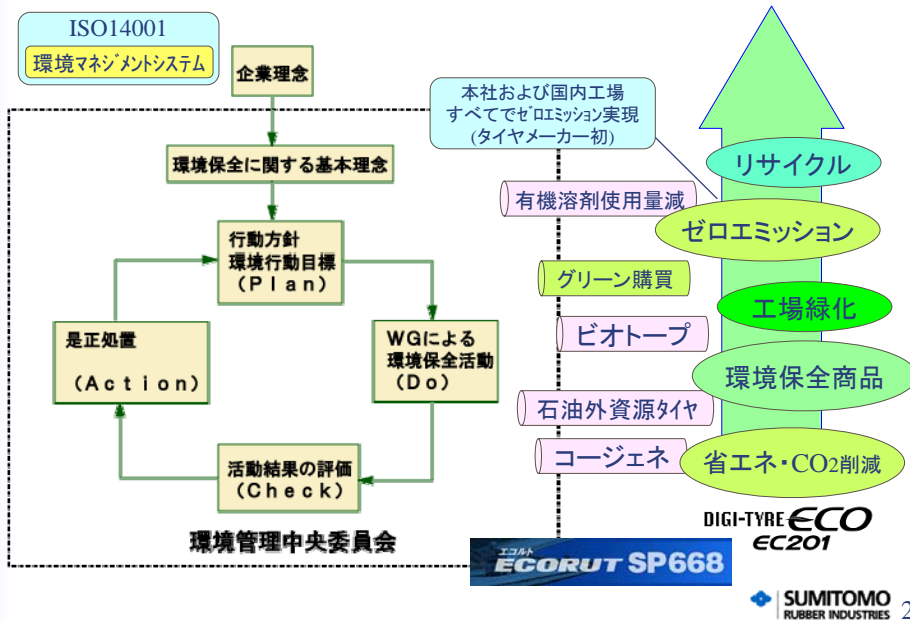 ISO14001
環境マネジメントシステム
企業理念
本社および国内工場
すべてでゼロエミッション実現
(タイヤメーカー初)
環境保全に関する基本理念
リサイクル
有機溶剤使用量減
ゼロエミッション
行動方針
環境行動目標
(Plan)
グリーン購買
工場緑化
是正処置
(Action)
WGによる
環境保全活動
(Do)
ビオトープ
環境保全商品
石油外資源タイヤ
コージェネ
省エネ・CO2削減
活動結果の評価
(Check)
環境管理中央委員会
DIGI-TYRE ECO
EC201
エコルト
ECORUT SP668
SUMITOMO
RUBBER INDUSTRIES
2